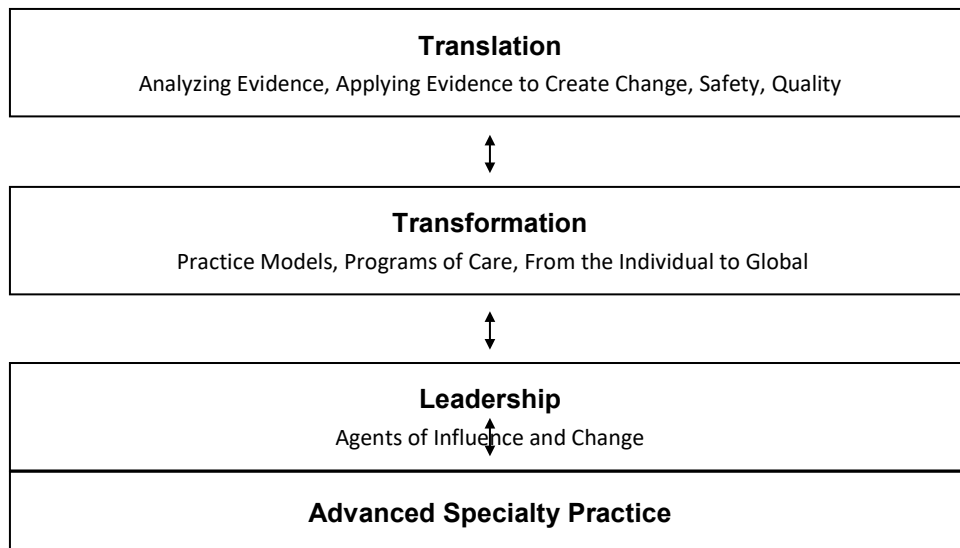 Translation
Analyzing Evidence, Applying Evidence to Create Change, Safety, Quality
Transformation
Practice Models, Programs of Care, From the Individual to Global
Leadership
Agents of Influence and Change
Advanced Specialty Practice